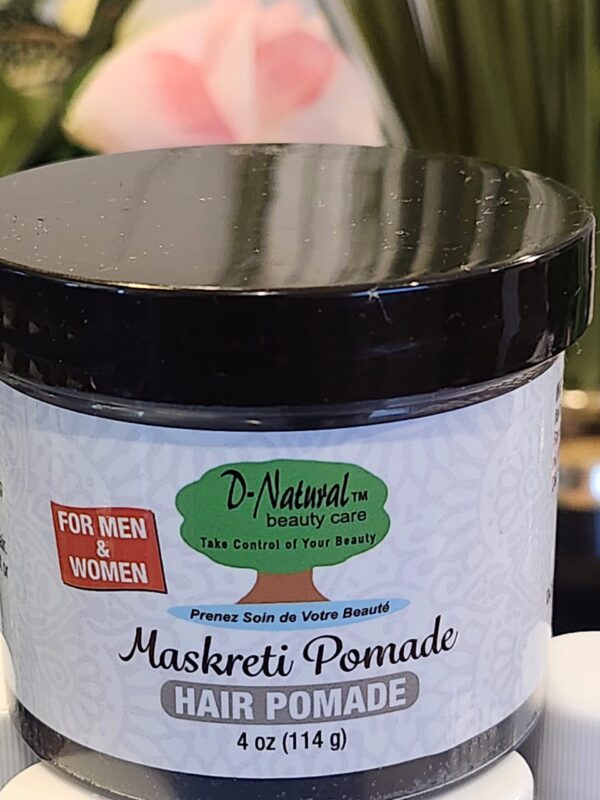 D-Natural™
beauty care
Take Control of Your Beauty
FOR MEN
&
WOMEN
Prenez Soin de Votre Beauté
Maskreti Pomade
HAIR POMADE
4 oz (114 g)